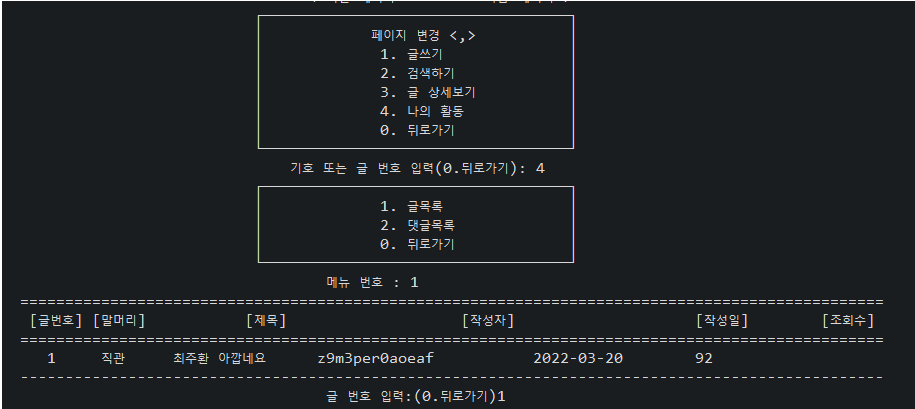 페이지 변경 <,>
1. 글쓰기
2. 검색하기
3. 글 상세보기
4. 나의 활동
0. 뒤로가기
기호 또는 글 번호 입력(0.뒤로가기): 4
1. 글목록
2. 댓글목록
0. 뒤로가기
메뉴 번호 : 1
[글번호] [말머리] [제목] [작성자] [작성일] [조회수]
1 직관 최주환 아깝네요 z9m3per0aoeaf 2022-03-20 92
글 번호 입력:(0.뒤로가기)1